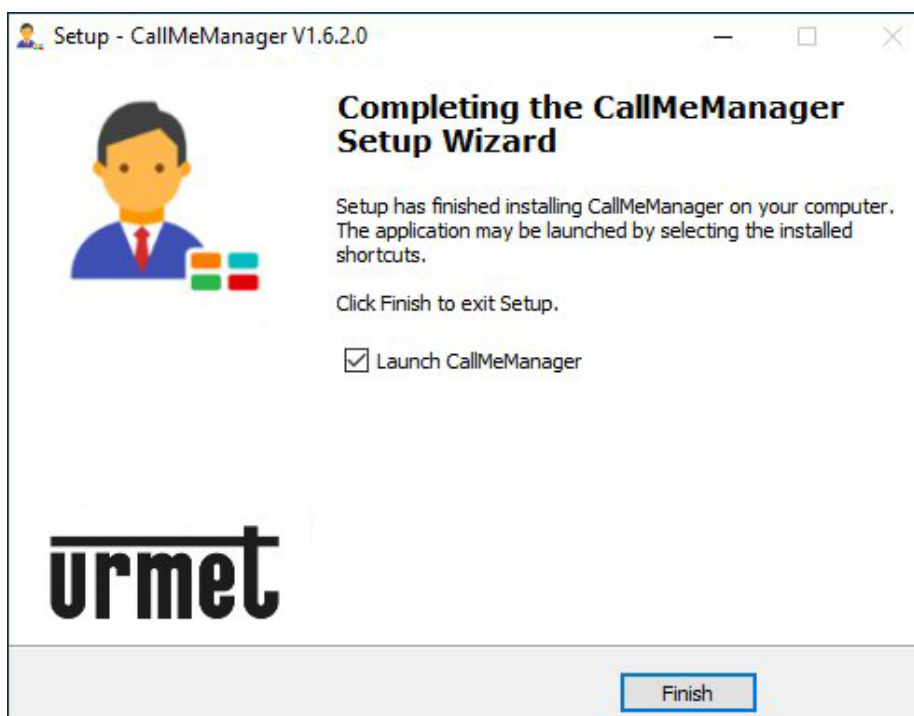 Setup - CallMeManager V1.6.2.0
Completing the CallMeManager
Setup Wizard
Setup has finished installing CallMeManager on your computer.
The application may be launched by selecting the installed
shortcuts.
Click Finish to exit Setup.
Launch CallMeManager
urmet
Finish